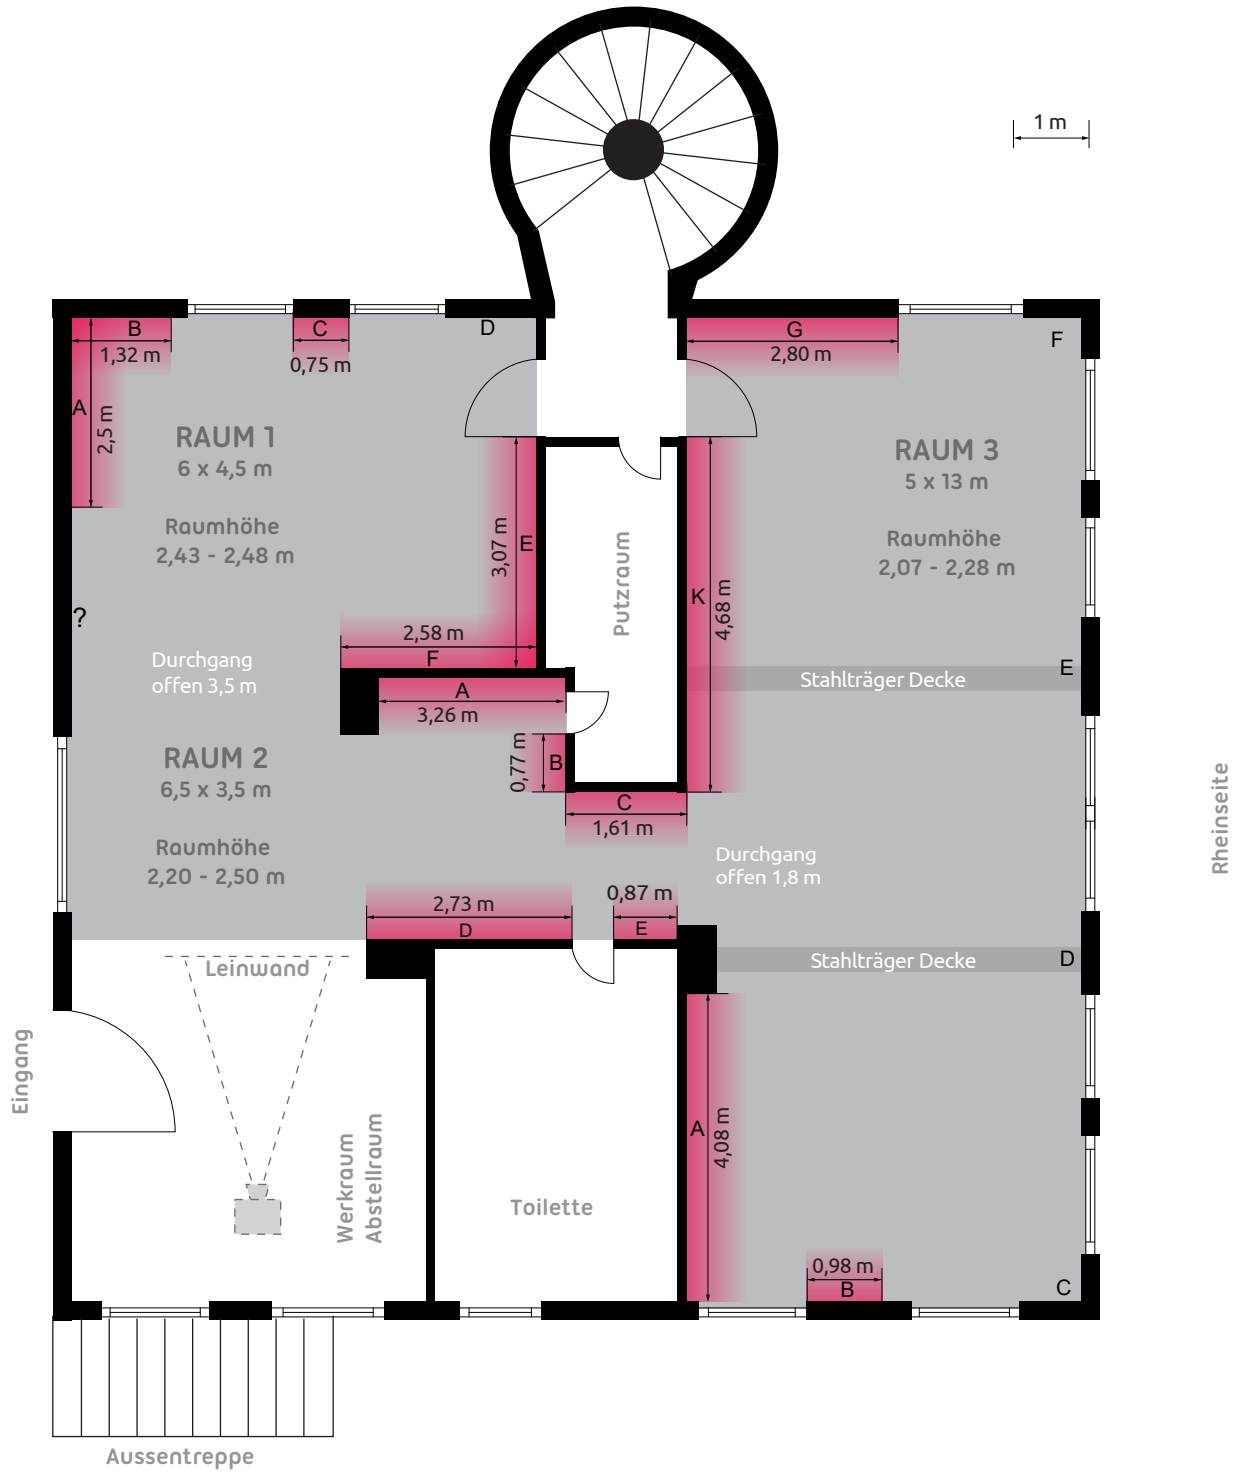 1 m
B
1,32 m
C
0,75 m
D
A
2,5 m
RAUM 1
6 x 4,5 m
Raumhöhe
2,43 - 2,48 m
3,07 m
E
?
2,58 m
F
Durchgang
offen 3,5 m
Putzraum
G
2,80 m
F
RAUM 3
5 x 13 m
Raumhöhe
2,07 - 2,28 m
K
4,68 m
E
Stahlträger Decke
A
3,26 m
0,77 m
B
C
1,61 m
RAUM 2
6,5 x 3,5 m
Raumhöhe
2,20 - 2,50 m
Durchgang
offen 1,8 m
2,73 m
D
0,87 m
E
Rheinseite
Stahlträger Decke
D
Leinwand
Eingang
Werkraum
Abstellraum
Toilette
A
4,08 m
0,98 m
B
C
Aussentreppe